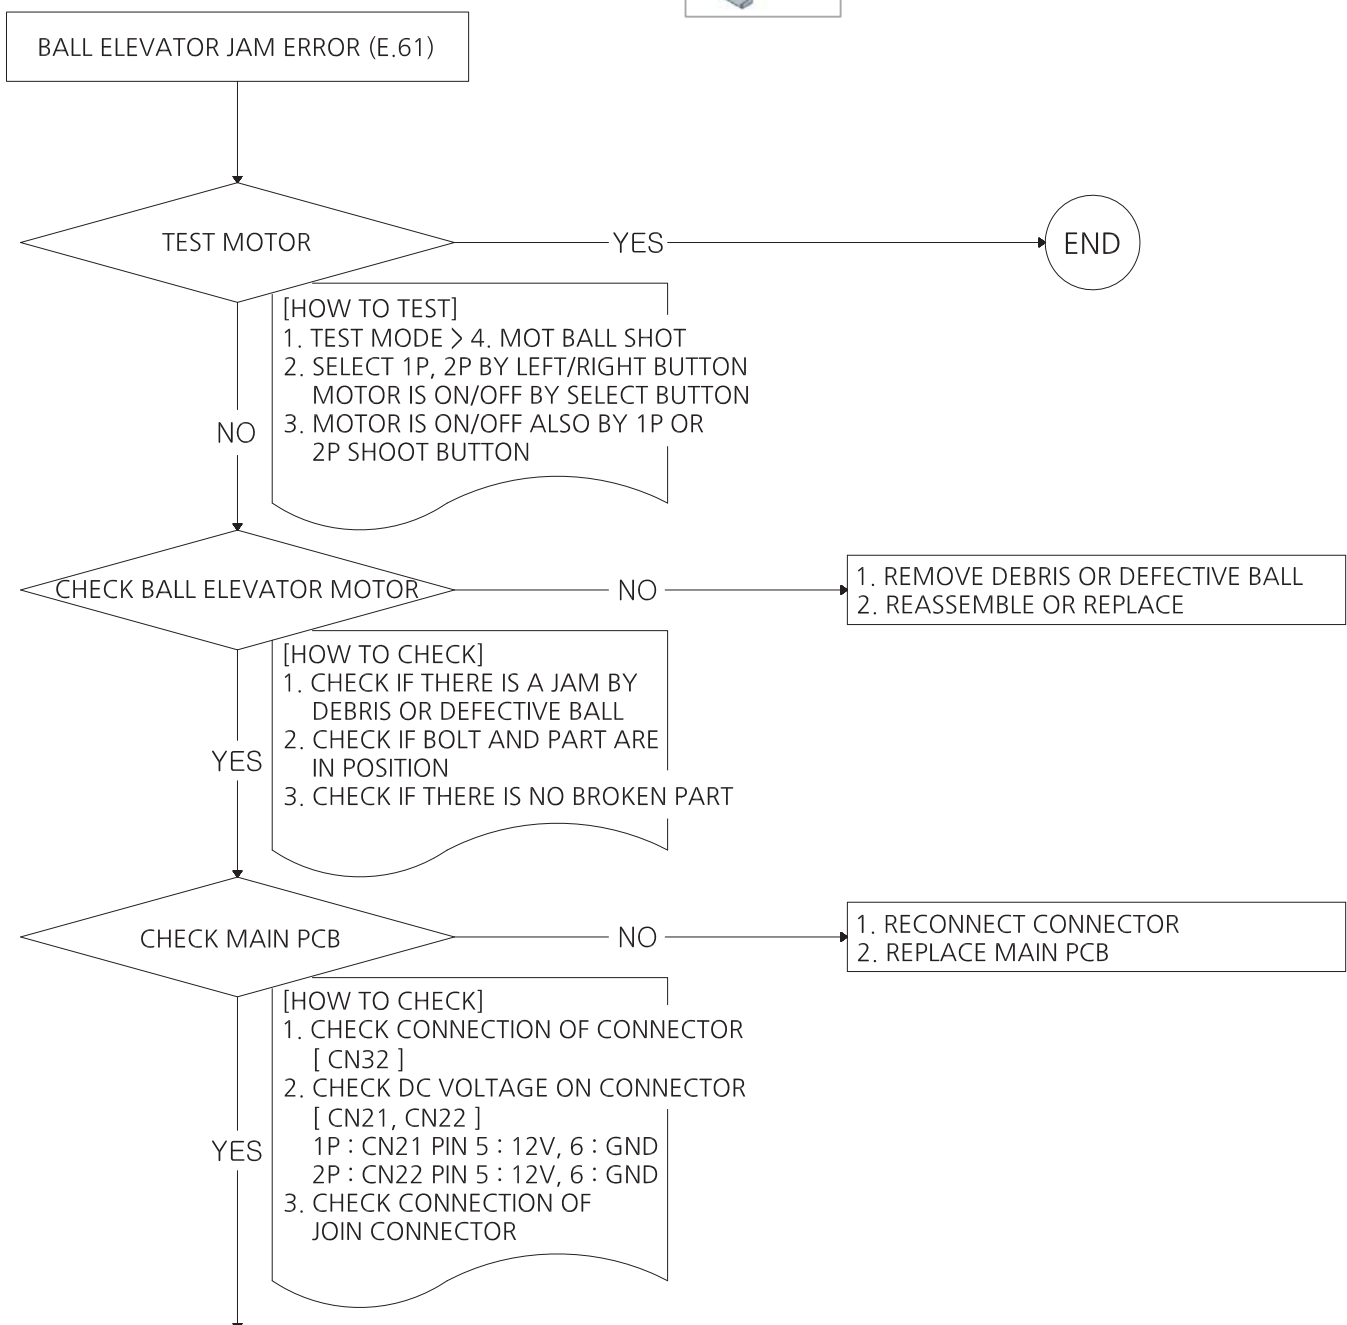 BALL ELEVATOR JAM ERROR (E.61)
TEST MOTOR
YES
END
[HOW TO TEST]
1. TEST MODE > 4. MOT BALL SHOT
2. SELECT 1P, 2P BY LEFT/RIGHT BUTTON
MOTOR IS ON/OFF BY SELECT BUTTON
3. MOTOR IS ON/OFF ALSO BY 1P OR
2P SHOOT BUTTON
NO
CHECK BALL ELEVATOR MOTOR
NO
1. REMOVE DEBRIS OR DEFECTIVE BALL
2. REASSEMBLE OR REPLACE
[HOW TO CHECK]
1. CHECK IF THERE IS A JAM BY
DEBRIS OR DEFECTIVE BALL
2. CHECK IF BOLT AND PART ARE
IN POSITION
3. CHECK IF THERE IS NO BROKEN PART
YES
CHECK MAIN PCB
NO
1. RECONNECT CONNECTOR
2. REPLACE MAIN PCB
[HOW TO CHECK]
1. CHECK CONNECTION OF CONNECTOR
[ CN32 ]
2. CHECK DC VOLTAGE ON CONNECTOR
[ CN21, CN22 ]
1P : CN21 PIN 5 : 12V, 6 : GND
2P : CN22 PIN 5 : 12V, 6 : GND
3. CHECK CONNECTION OF
JOIN CONNECTOR
YES